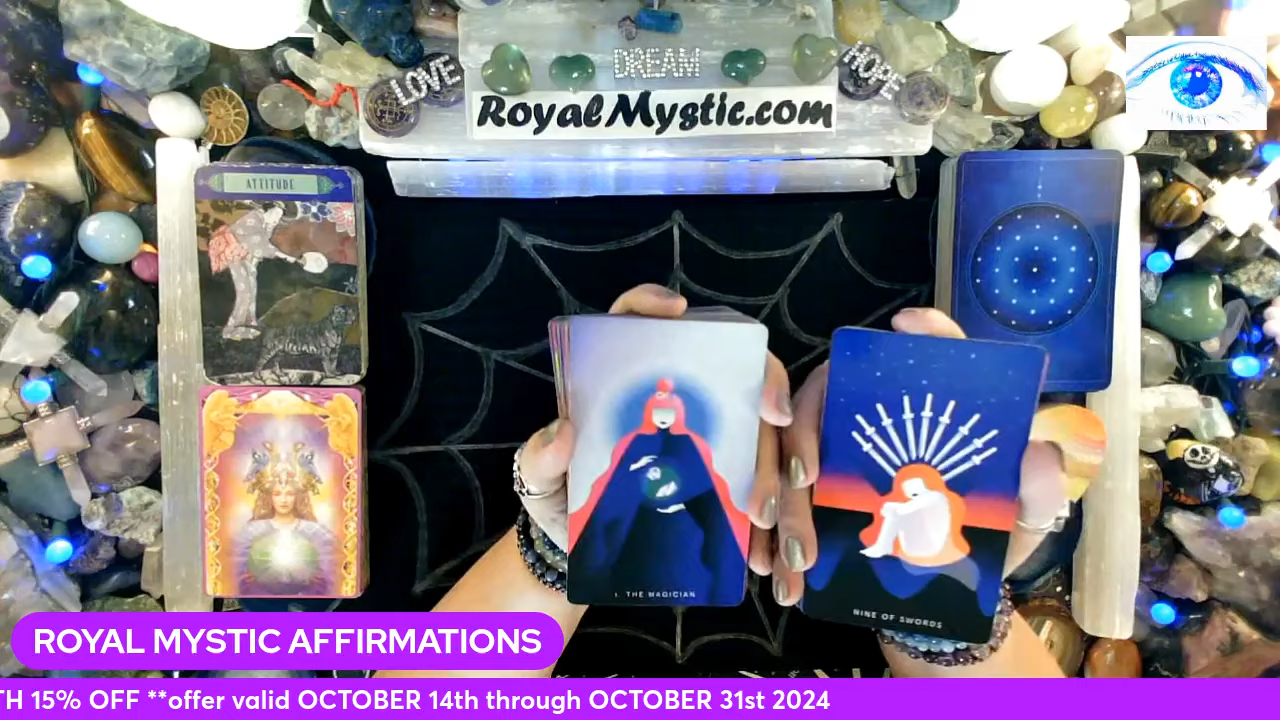 LOVE
DREAM
HOPE
RoyalMystic.com
ATTITUDE
I. THE MAGICIAN
NINE OF SWORDS
ROYAL MYSTIC AFFIRMATIONS
TH 15% OFF **offer valid OCTOBER 14th through OCTOBER 31st 2024